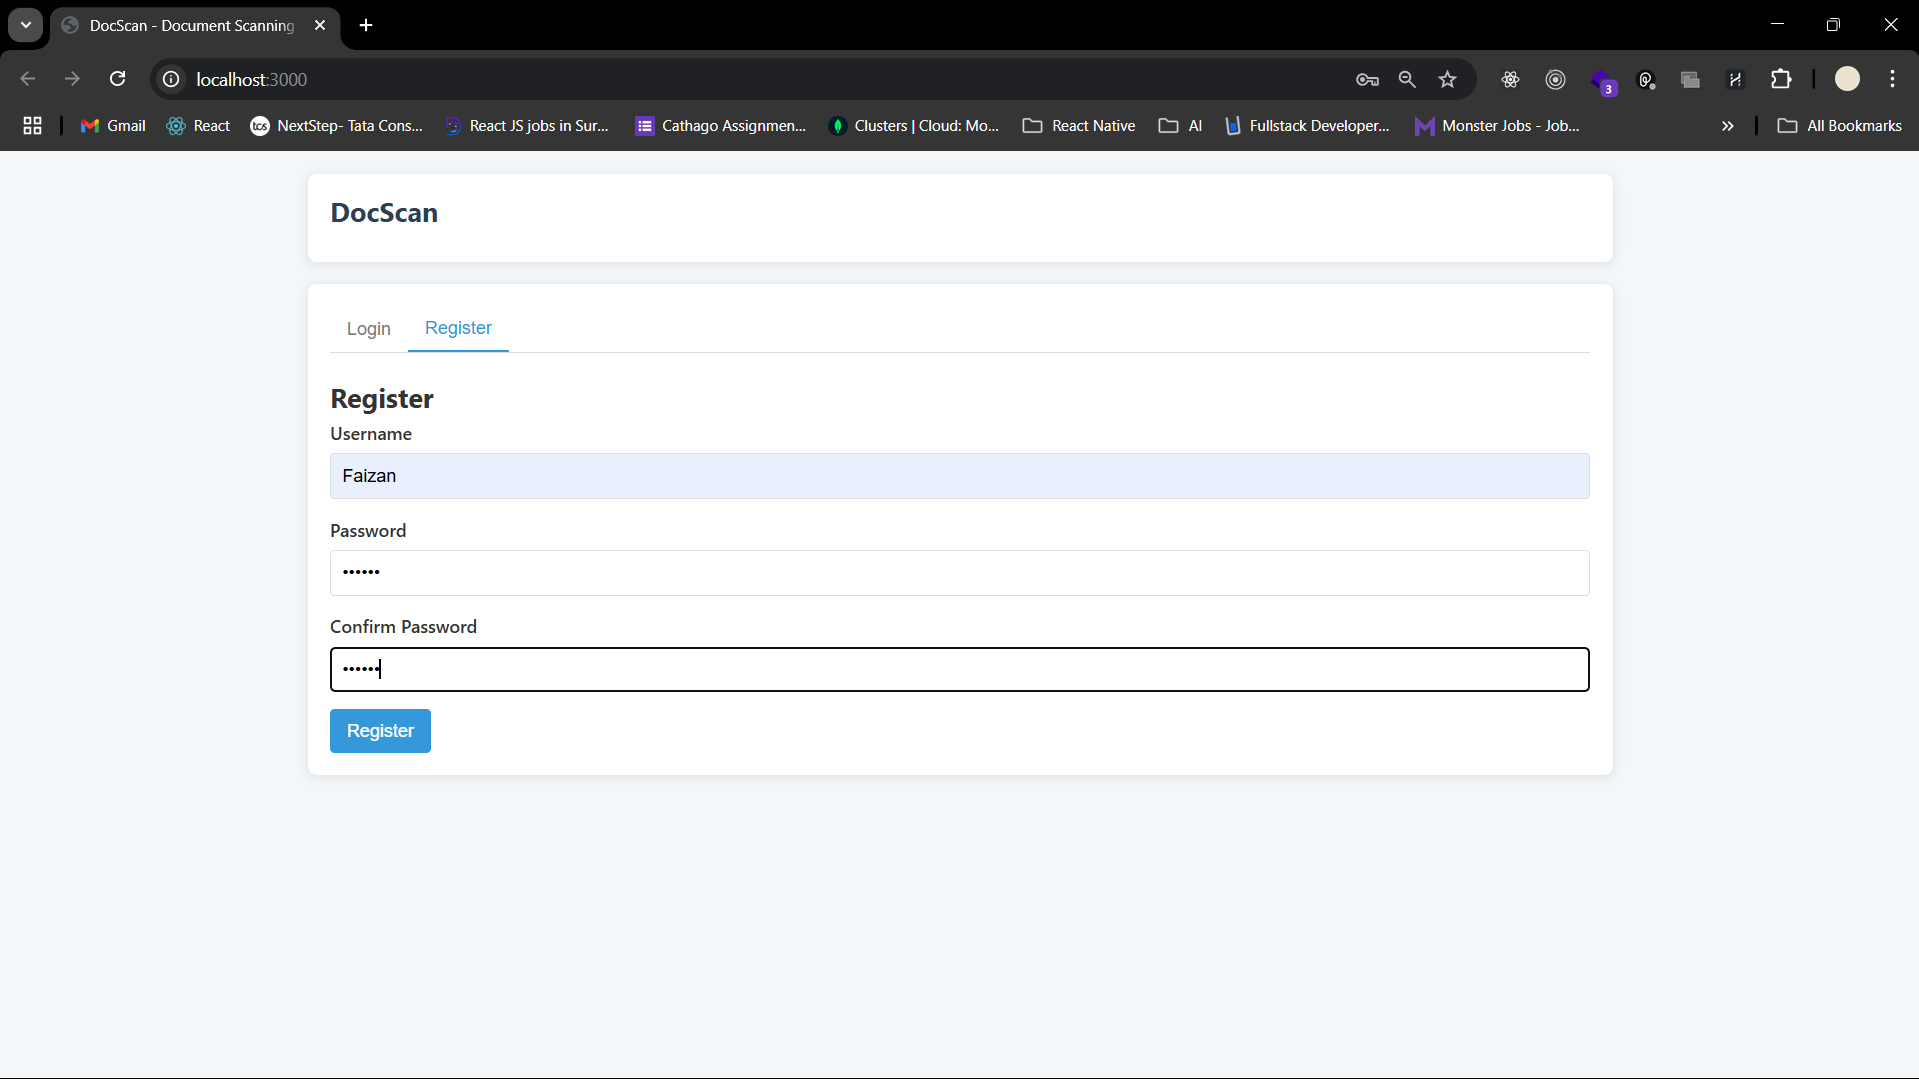 DocScan - Document Scanning
localhost:3000
3
Gmail
React
tcs
NextStep- Tata Cons...
React JS jobs in Sur...
Cathago Assignmen...
Clusters | Cloud: Mo...
React Native
AI
Fullstack Developer...
Monster Jobs - Job...
All Bookmarks
DocScan
Login
Register
Register
Username
Faizan
Password
••••••
Confirm Password
••••••
Register